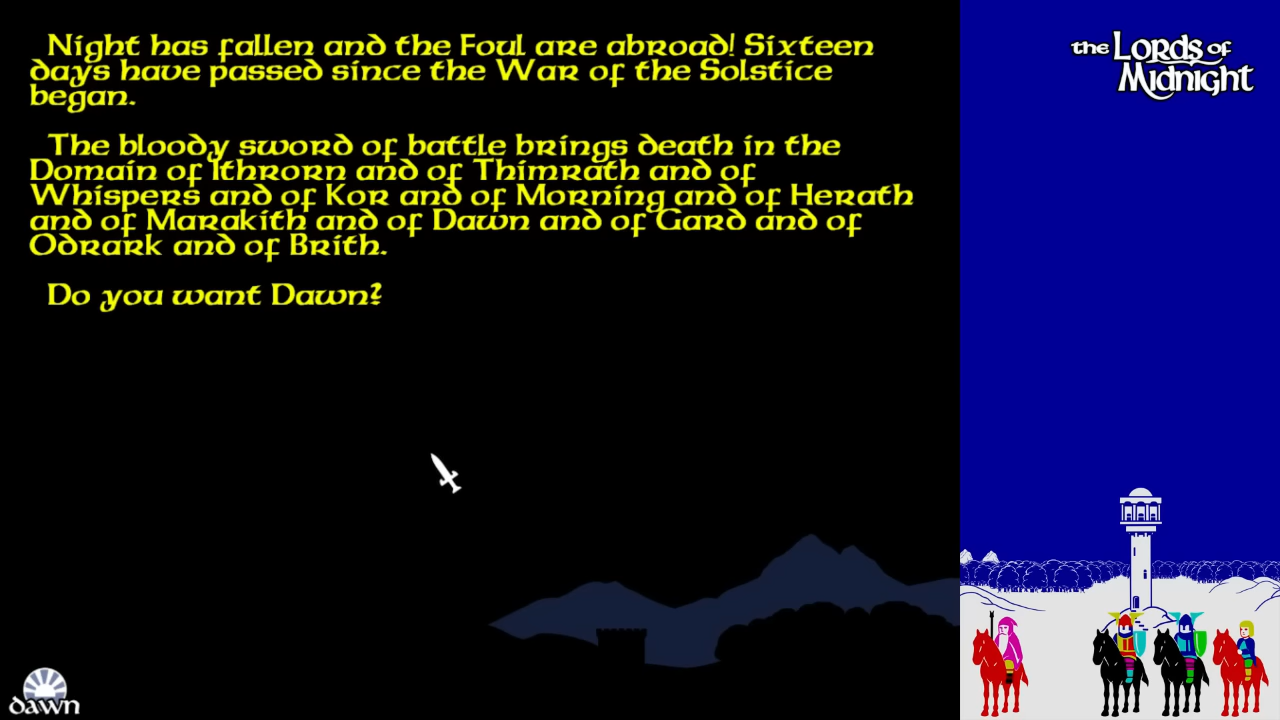 Night has fallen and the Foul are abroad! Sixteen
days have passed since the War of the Solstice
began.
The bloody sword of battle brings death in the
Domain of Ithrorn and of Thimrath and of
Whispers and of Kor and of Morning and of Herath
and of Marakith and of Dawn and of Gard and of
Odrark and of Brith.
Do you want Dawn?
dawn
the Lords of
Midnight